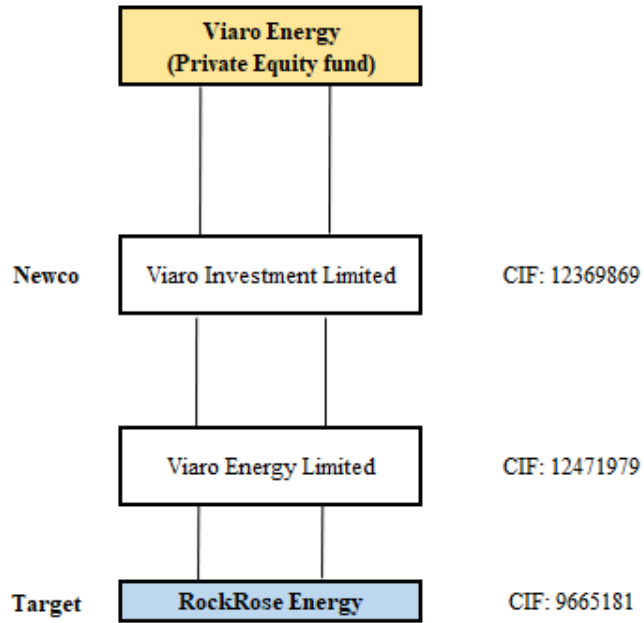 Viaro Energy
(Private Equity fund)
Newco Viaro Investment Limited CIF: 12369869
Viaro Energy Limited CIF: 12471979
Target RockRose Energy CIF: 9665181